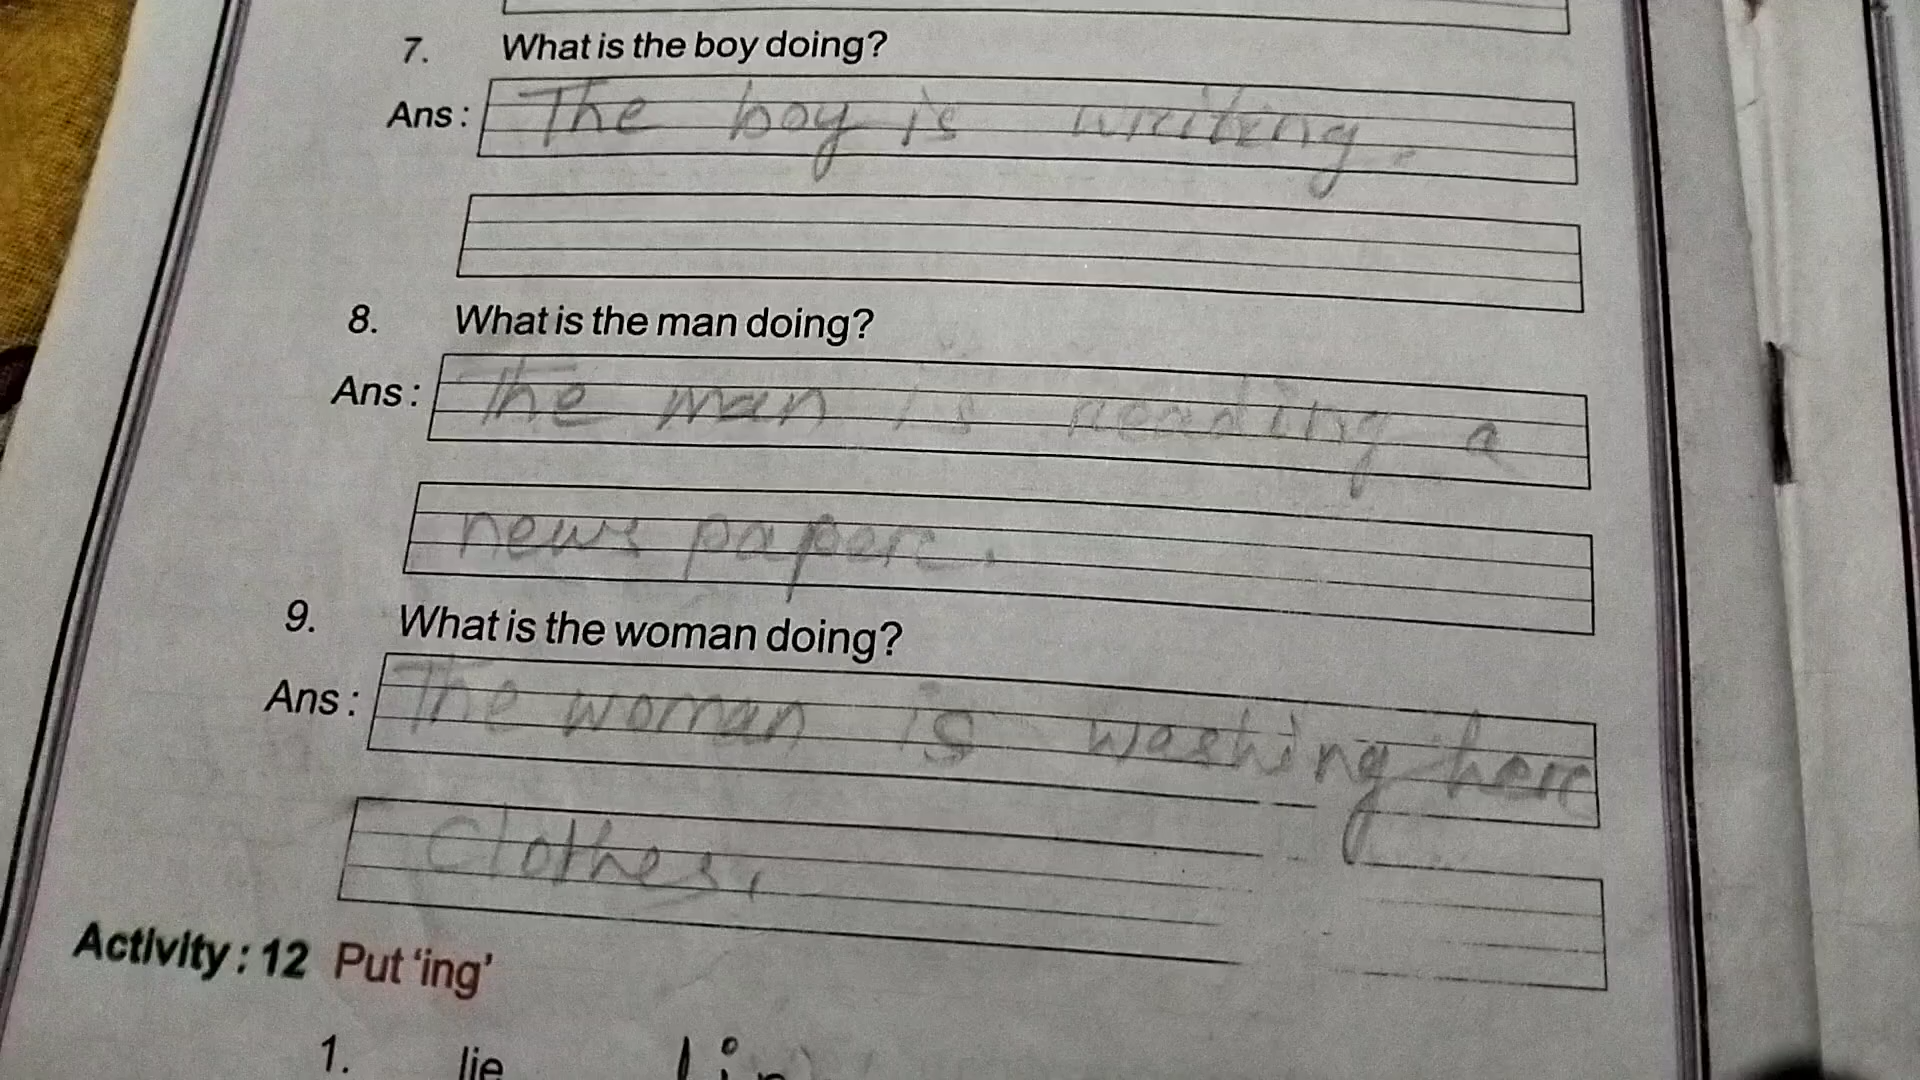 7. What is the boy doing?
Ans : The boy is writing.
8. What is the man doing?
Ans : The man is reading a
news paper.
9. What is the woman doing?
Ans : The woman is washing her
Clothes.
Activity : 12 Put 'ing'
1. lie